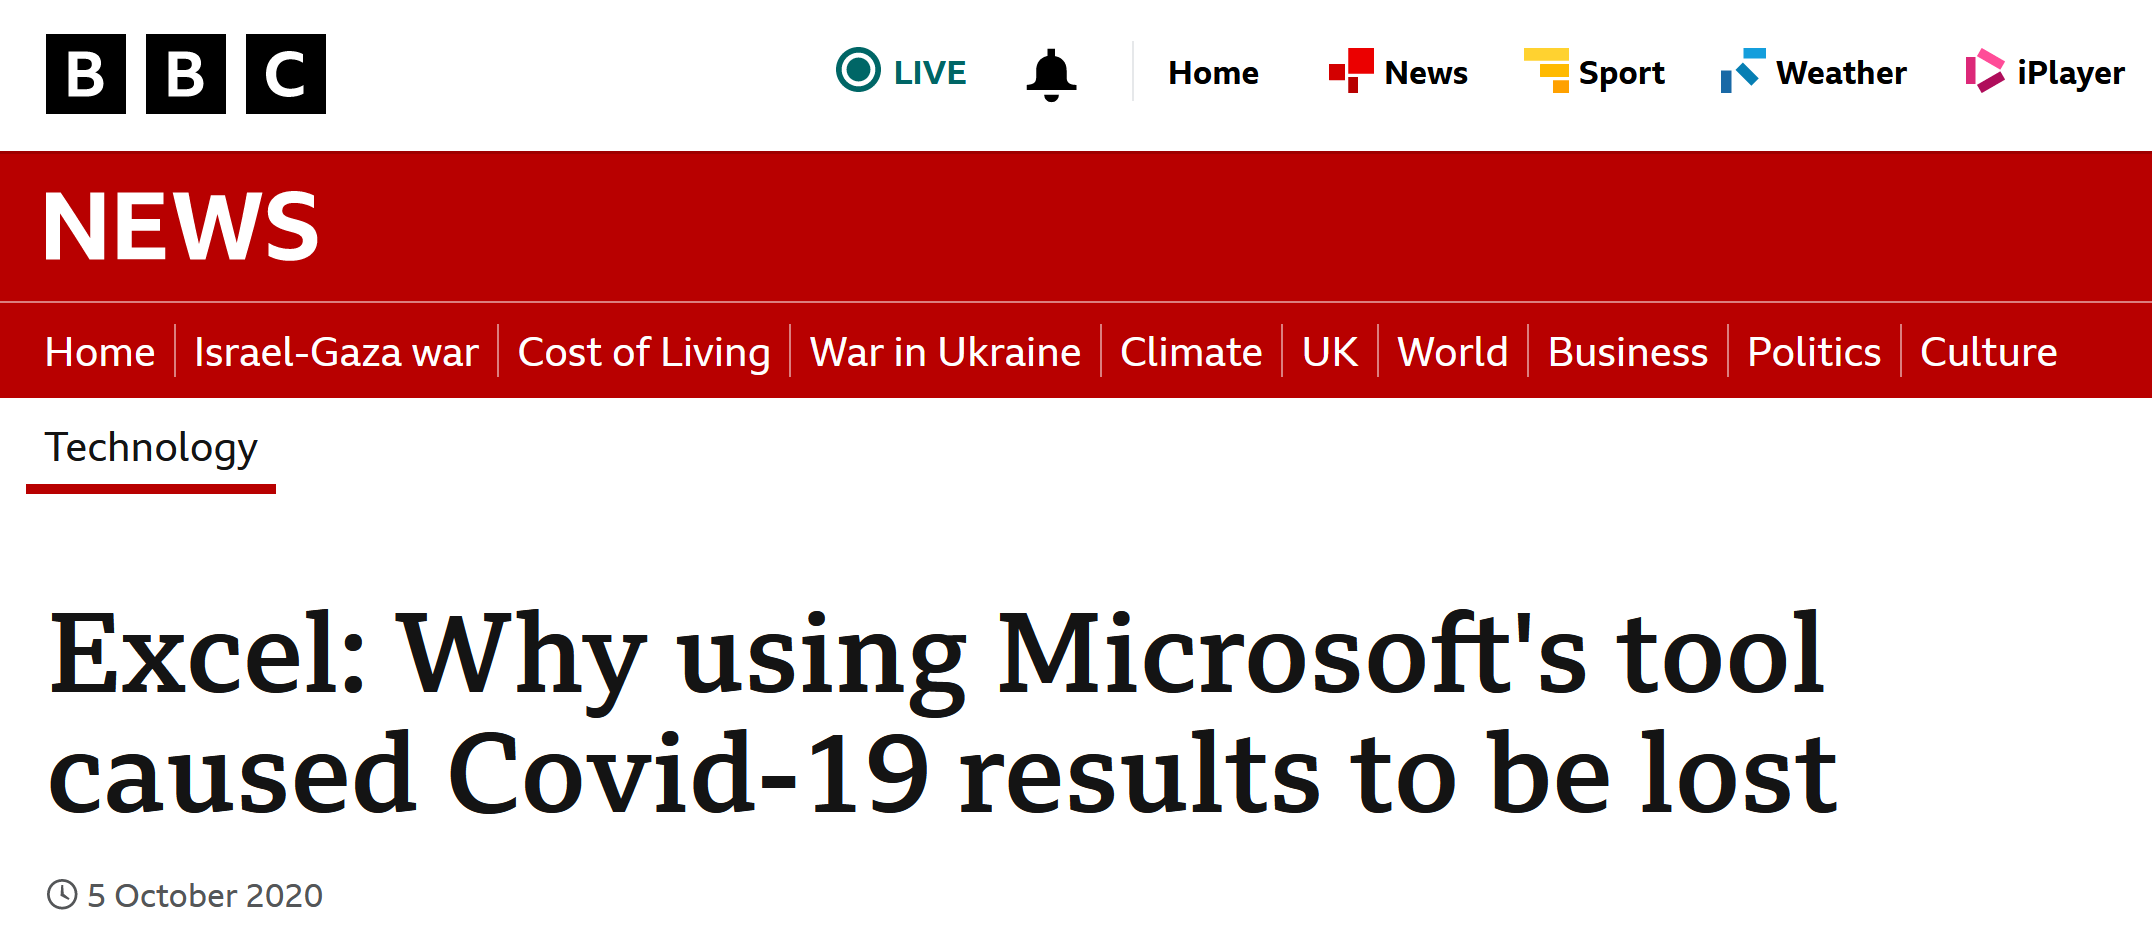 BBC
LIVE Home News Sport Weather iPlayer
NEWS
Home Israel-Gaza war Cost of Living War in Ukraine Climate UK World Business Politics Culture
Technology
Excel: Why using Microsoft's tool
caused Covid-19 results to be lost
5 October 2020